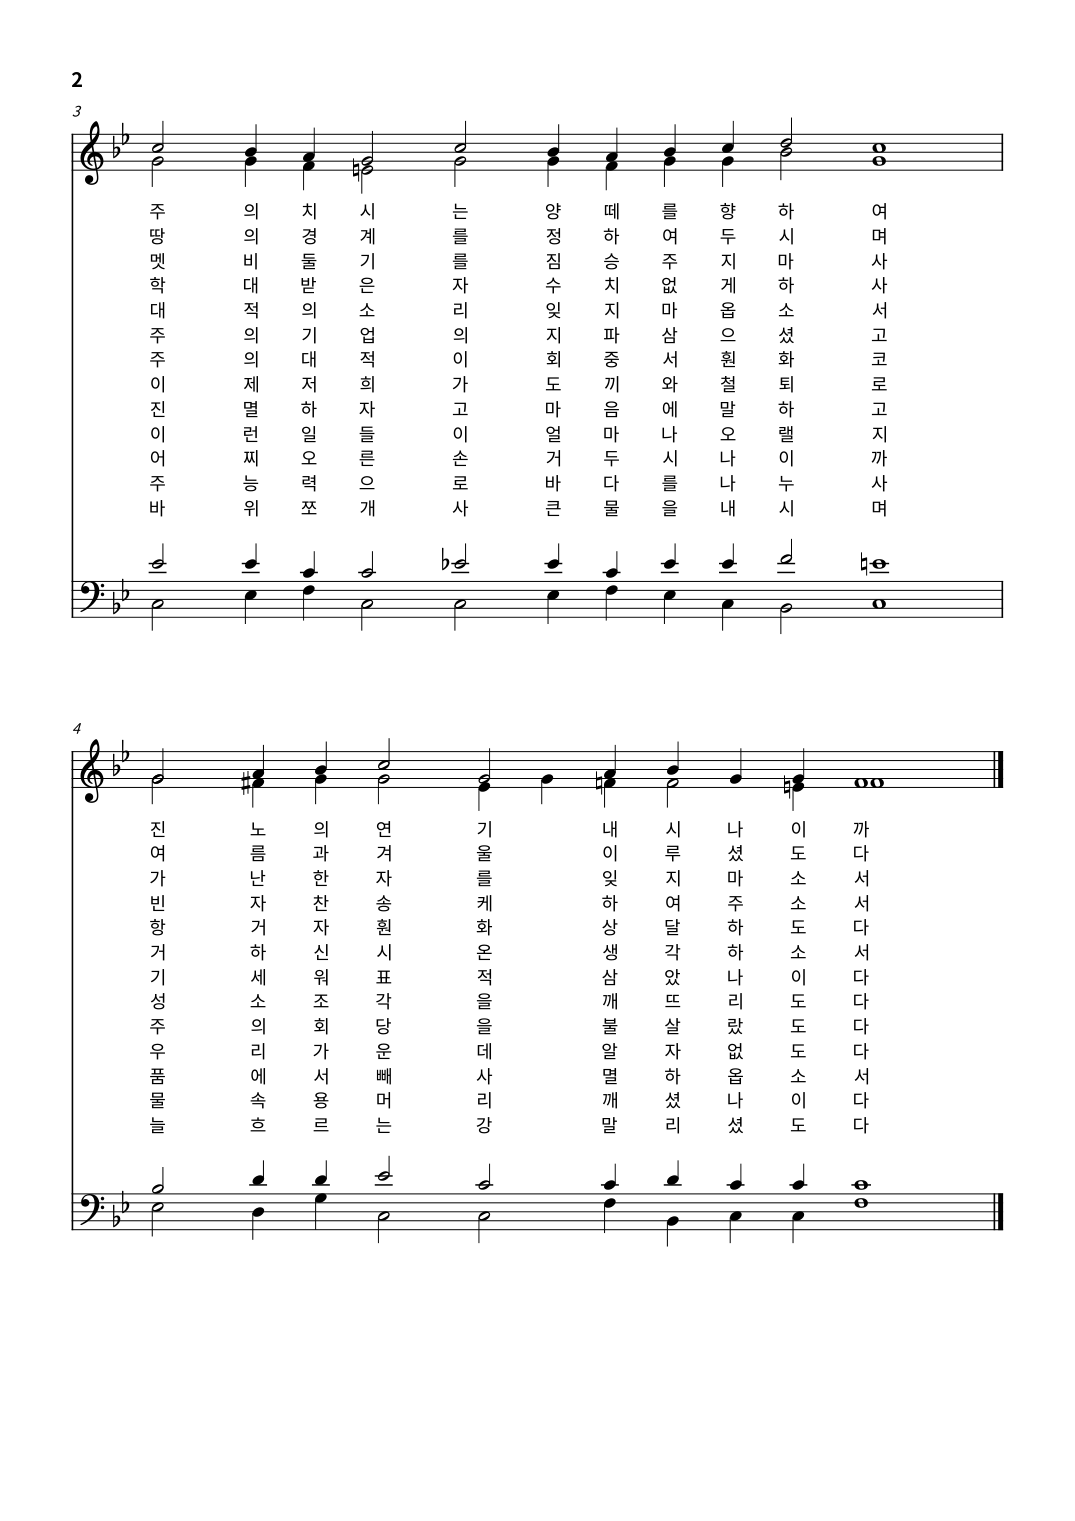 2
3
주 의 치 시 는 양 떼 를 향 하 여
땅 의 경 계 를 정 하 여 두 시 며
멧 비 둘 기 를 짐 승 주 지 마 사
학 대 받 은 자 수 치 없 게 하 사
대 적 의 소 리 잊 지 마 옵 소 서
주 의 기 업 의 지 파 삼 으 셨 고
주 의 대 적 이 회 중 서 훤 화 코
이 제 저 희 가 도 끼 와 철 퇴 로
진 멸 하 자 고 마 음 에 말 하 고
이 런 일 들 이 얼 마 나 오 랠 지
어 찌 오 른 손 거 두 시 나 이 까
주 능 력 으 로 바 다 를 나 누 사
바 위 쪼 개 사 큰 물 을 내 시 며
4
진 노 의 연 기 내 시 나 이 까
여 름 과 겨 울 이 루 셨 도 다
가 난 한 자 를 잊 지 마 소 서
빈 자 찬 송 케 하 여 주 소 서
항 거 자 훤 화 상 달 하 도 다
거 하 신 시 온 생 각 하 소 서
기 세 워 표 적 삼 았 나 이 다
성 소 조 각 을 깨 뜨 리 도 다
주 의 회 당 을 불 살 랐 도 다
우 리 가 운 데 알 자 없 도 다
품 에 서 빼 사 멸 하 옵 소 서
물 속 용 머 리 깨 셨 나 이 다
늘 흐 르 는 강 말 리 셨 도 다